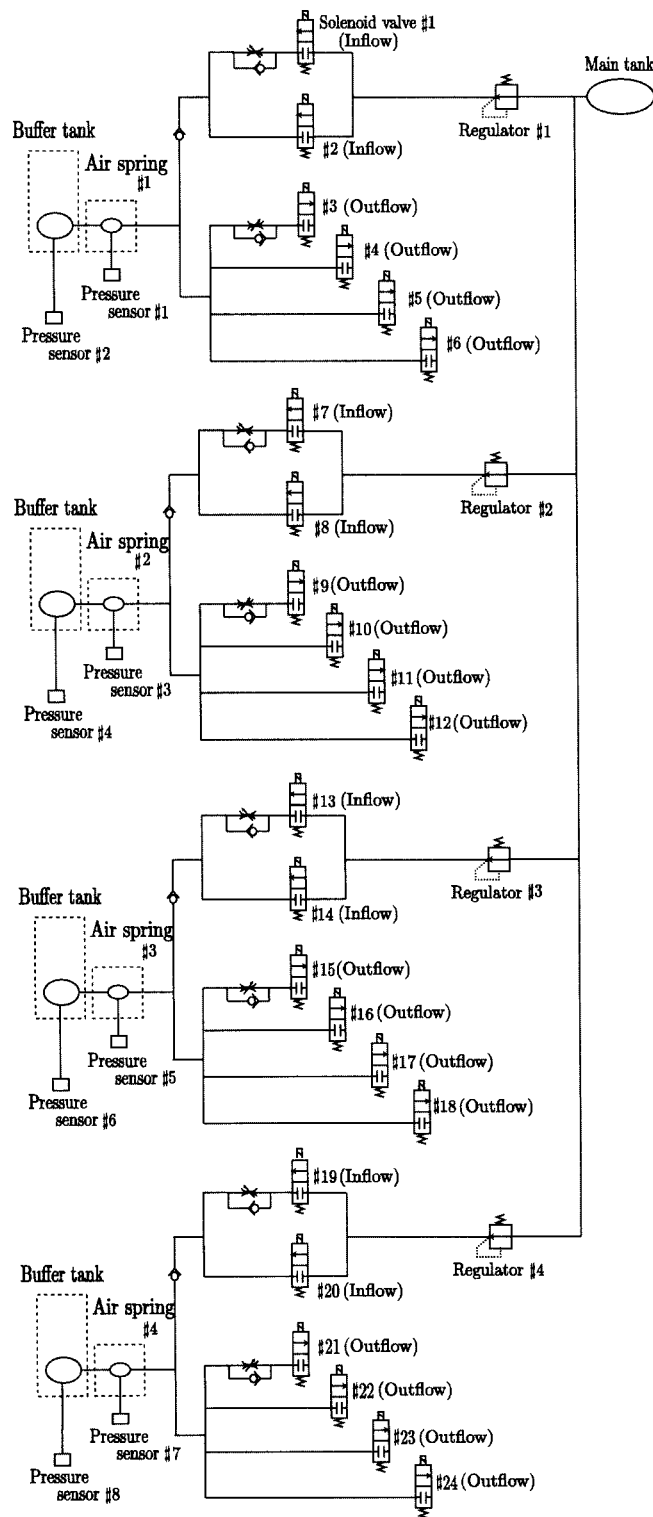 Solenoid valve ♯1
(Inflow)
Main tank
Regulator ♯1
♯2 (Inflow)
Buffer tank
Air spring
♯1
♯3 (Outflow)
♯4 (Outflow)
♯5 (Outflow)
♯6 (Outflow)
Pressure
sensor ♯1
Pressure
sensor ♯2
♯7 (Inflow)
Regulator ♯2
♯8 (Inflow)
Buffer tank
Air spring
♯2
♯9 (Outflow)
♯10 (Outflow)
♯11 (Outflow)
♯12 (Outflow)
Pressure
sensor ♯3
Pressure
sensor ♯4
♯13 (Inflow)
Regulator ♯3
♯14 (Inflow)
Buffer tank
Air spring
♯3
♯15 (Outflow)
♯16 (Outflow)
♯17 (Outflow)
♯18 (Outflow)
Pressure
sensor ♯5
Pressure
sensor ♯6
♯19 (Inflow)
Regulator ♯4
♯20 (Inflow)
Buffer tank
Air spring
♯4
♯21 (Outflow)
♯22 (Outflow)
♯23 (Outflow)
♯24 (Outflow)
Pressure
sensor ♯7
Pressure
sensor ♯8